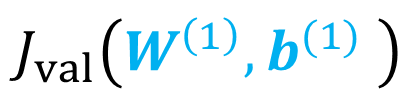 J_val(W^(1), b^(1) )